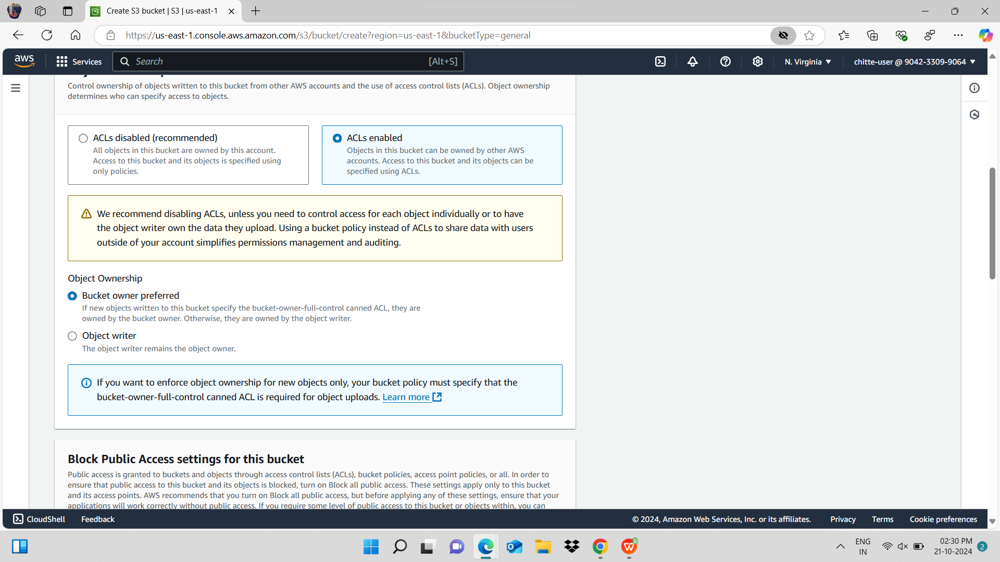 Create S3 bucket | S3 | us-east-1
https://us-east-1.console.aws.amazon.com/s3/bucket/create?region=us-east-1&bucketType=general
aws
Services
Search
[Alt+S]
N. Virginia
chitte-user @ 9042-3309-9064
Control ownership of objects written to this bucket from other AWS accounts and the use of access control lists (ACLs). Object ownership
determines who can specify access to objects.
ACLs disabled (recommended)
All objects in this bucket are owned by this account.
Access to this bucket and its objects is specified using
only policies.
ACLs enabled
Objects in this bucket can be owned by other AWS
accounts. Access to this bucket and its objects can be
specified using ACLs.
We recommend disabling ACLs, unless you need to control access for each object individually or to have
the object writer own the data they upload. Using a bucket policy instead of ACLs to share data with users
outside of your account simplifies permissions management and auditing.
Object Ownership
Bucket owner preferred
If new objects written to this bucket specify the bucket-owner-full-control canned ACL, they are
owned by the bucket owner. Otherwise, they are owned by the object writer.
Object writer
The object writer remains the object owner.
If you want to enforce object ownership for new objects only, your bucket policy must specify that the
bucket-owner-full-control canned ACL is required for object uploads. Learn more
Block Public Access settings for this bucket
Public access is granted to buckets and objects through access control lists (ACLs), bucket policies, access point policies, or all. In order to
ensure that public access to this bucket and its objects is blocked, turn on Block all public access. These settings apply only to this bucket
and its access points. AWS recommends that you turn on Block all public access, but before applying any of these settings, ensure that your
applications will work correctly without public access. If you require some level of public access to this bucket or objects within, you can
CloudShell
Feedback
© 2024, Amazon Web Services, Inc. or its affiliates.
Privacy
Terms
Cookie preferences
ENG
IN
02:30 PM
21-10-2024
2